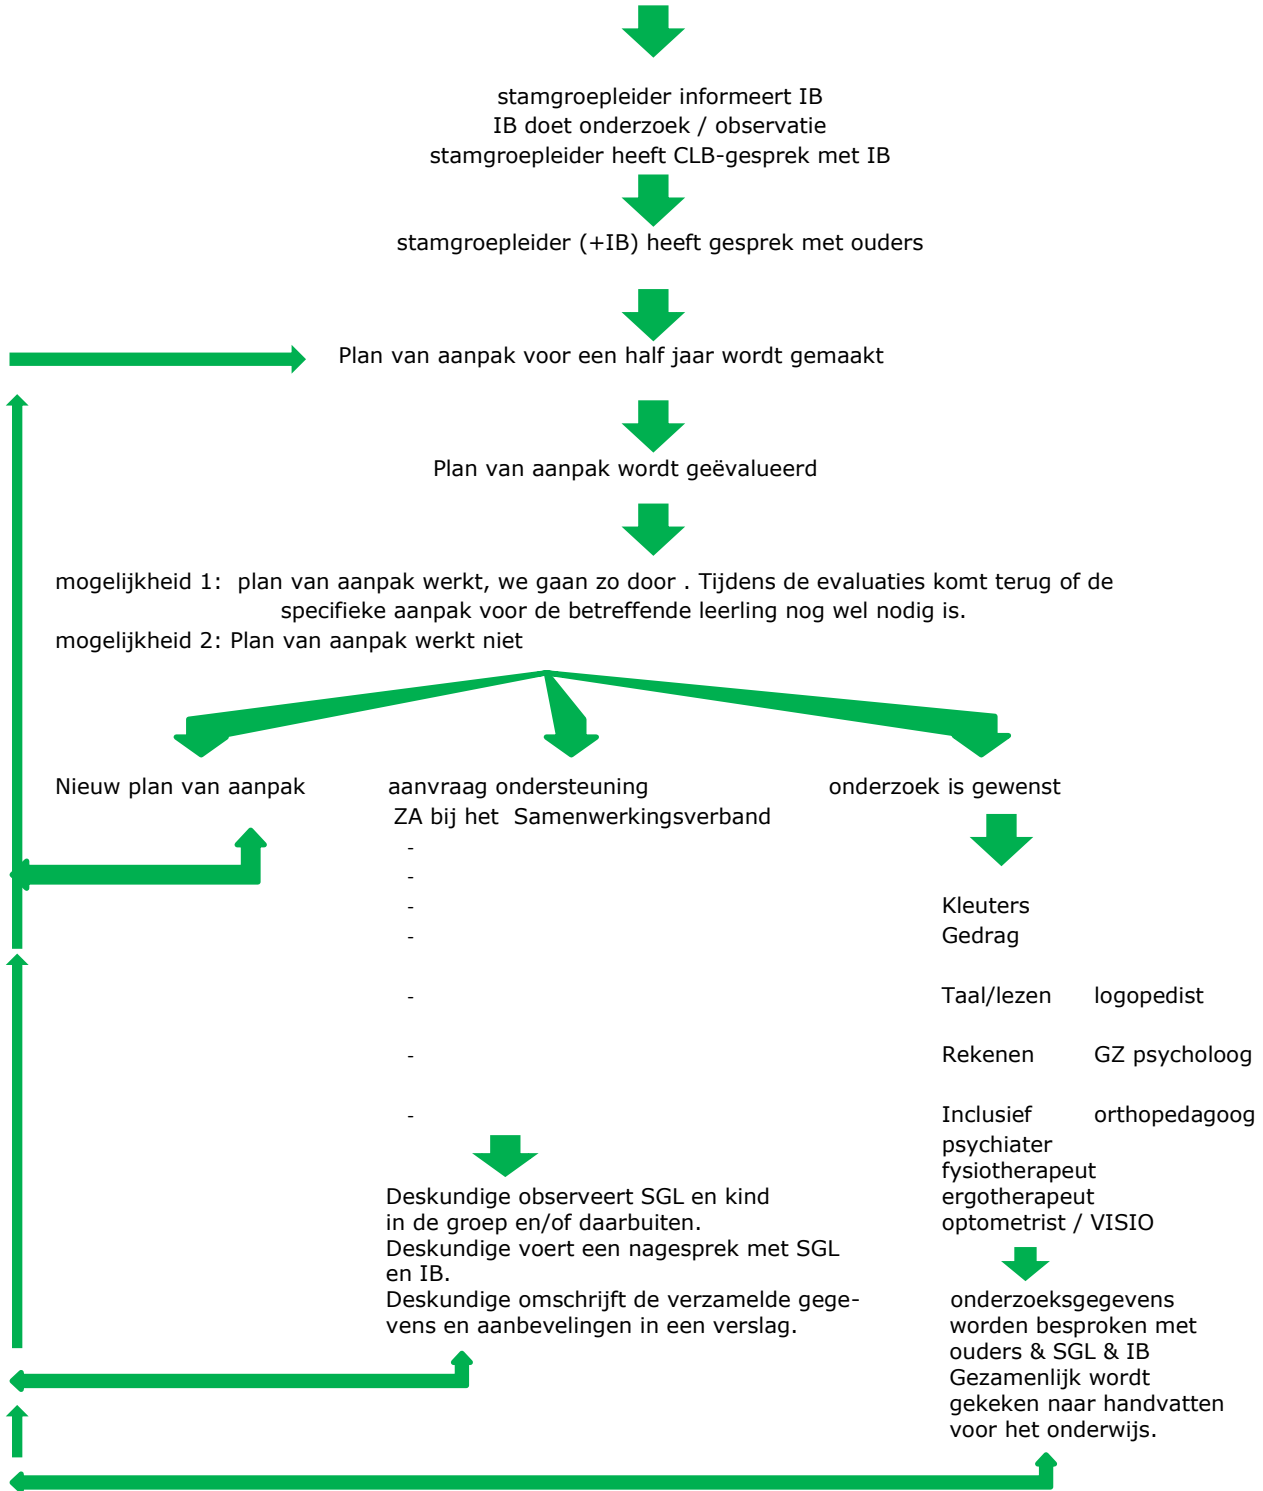 stamgroepleider informeert IB
IB doet onderzoek / observatie
stamgroepleider heeft CLB-gesprek met IB
stamgroepleider (+IB) heeft gesprek met ouders
Plan van aanpak voor een half jaar wordt gemaakt
Plan van aanpak wordt geëvalueerd
mogelijkheid 1:  plan van aanpak werkt, we gaan zo door . Tijdens de evaluaties komt terug of de
specifieke aanpak voor de betreffende leerling nog wel nodig is.
mogelijkheid 2: Plan van aanpak werkt niet
Nieuw plan van aanpak
aanvraag ondersteuning
ZA bij het  Samenwerkingsverband
-
-
-
-
-
-
-
Deskundige observeert SGL en kind
in de groep en/of daarbuiten.
Deskundige voert een nagesprek met SGL
en IB.
Deskundige omschrijft de verzamelde gege-
vens en aanbevelingen in een verslag.
onderzoek is gewenst
Kleuters
Gedrag
Taal/lezen logopedist
Rekenen GZ psycholoog
Inclusief orthopedagoog
psychiater
fysiotherapeut
ergotherapeut
optometrist / VISIO
onderzoeksgegevens
worden besproken met
ouders & SGL & IB
Gezamenlijk wordt
gekeken naar handvatten
voor het onderwijs.